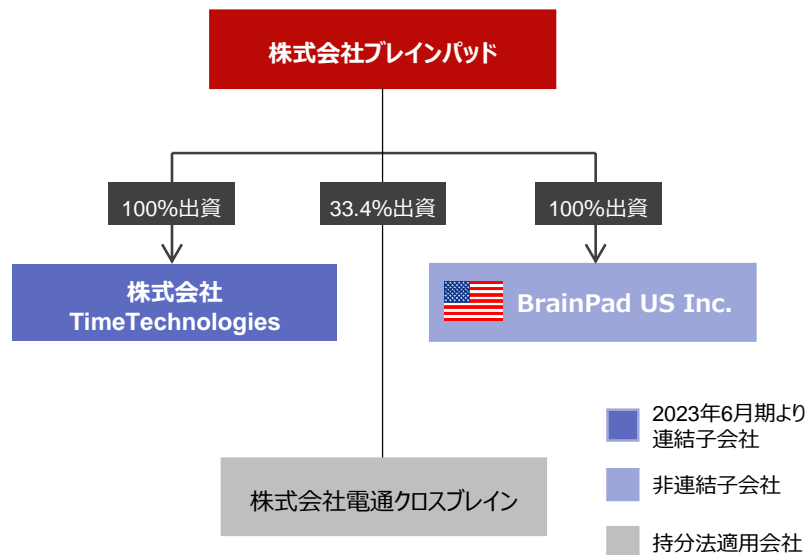 株式会社ブレインパッド
100%出資
33.4%出資
100%出資
株式会社
TimeTechnologies
BrainPad US Inc.
株式会社電通クロスブレイン
2023年6月期より
連結子会社
非連結子会社
持分法適用会社